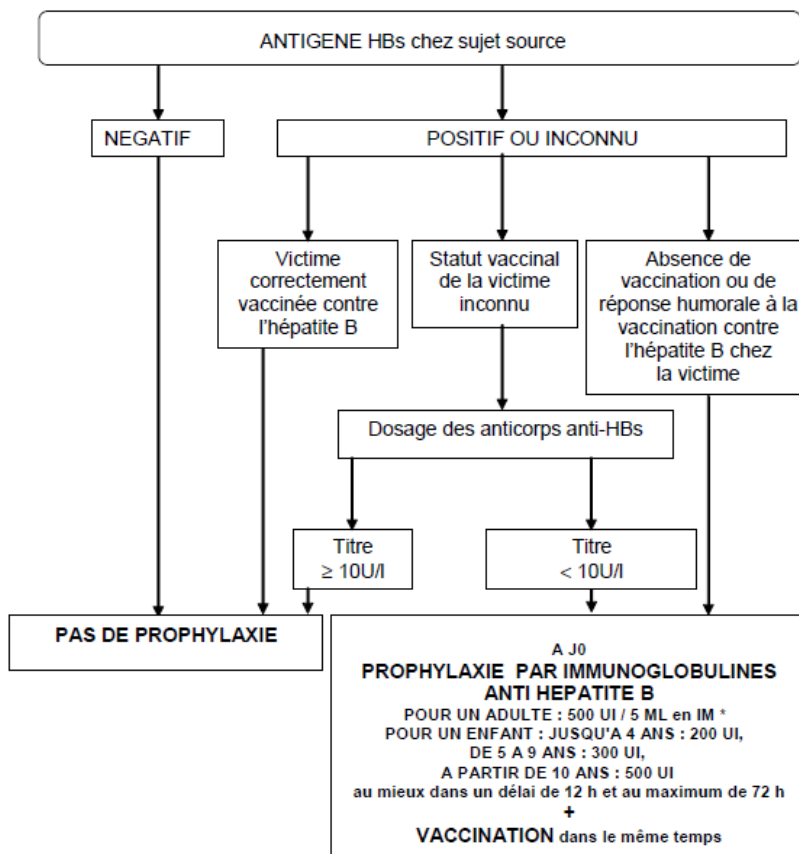 ANTIGENE HBs chez sujet source
NEGATIF
POSITIF OU INCONNU
Victime
correctement
vaccinée contre
l'hépatite B
Statut vaccinal
de la victime
inconnu
Absence de
vaccination ou de
réponse humorale à la
vaccination contre
l'hépatite B chez
la victime
Dosage des anticorps anti-HBs
Titre
≥ 10U/l
Titre
< 10U/l
PAS DE PROPHYLAXIE
A J0
PROPHYLAXIE PAR IMMUNOGLOBULINES
ANTI HEPATITE B
POUR UN ADULTE : 500 UI / 5 ML en IM *
POUR UN ENFANT : JUSQU'A 4 ANS : 200 UI,
DE 5 A 9 ANS : 300 UI,
A PARTIR DE 10 ANS : 500 UI
au mieux dans un délai de 12 h et au maximum de 72 h
+
VACCINATION dans le même temps